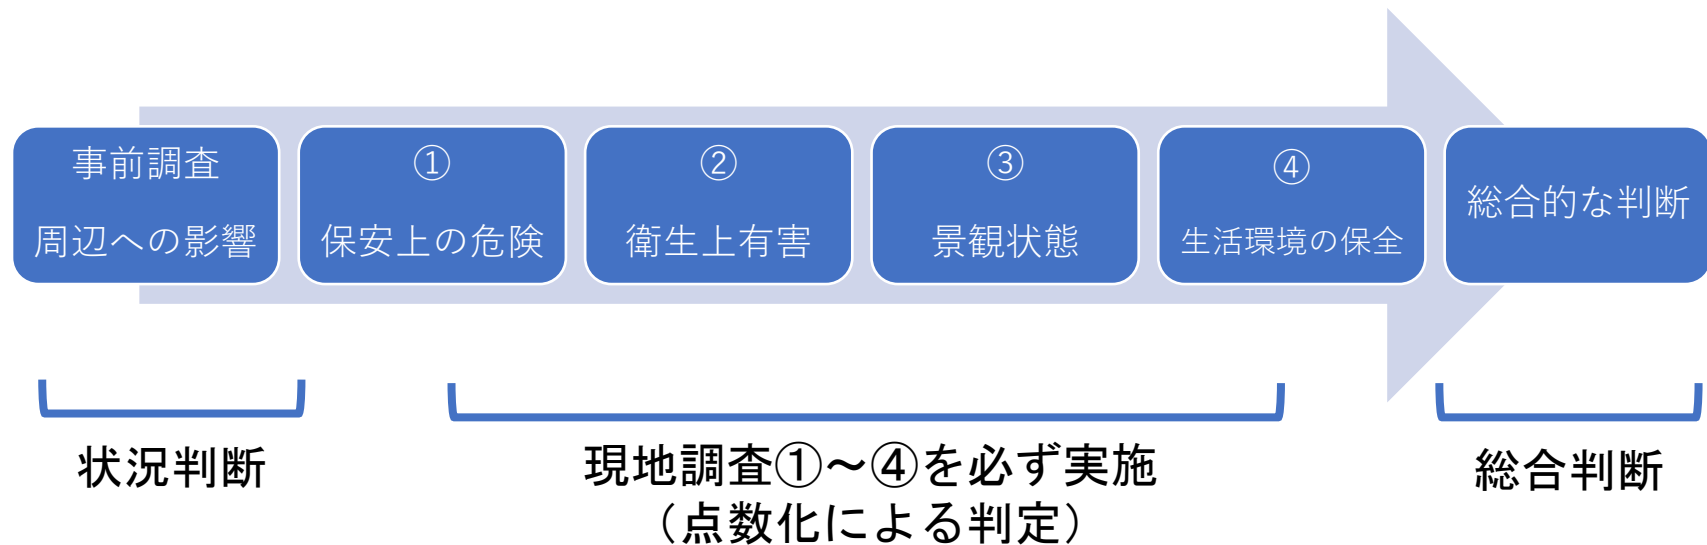 事前調査
周辺への影響
①
保安上の危険
②
衛生上有害
③
景観状態
④
生活環境の保全
総合的な判断
状況判断
現地調査①～④を必ず実施
（点数化による判定）
総合判断